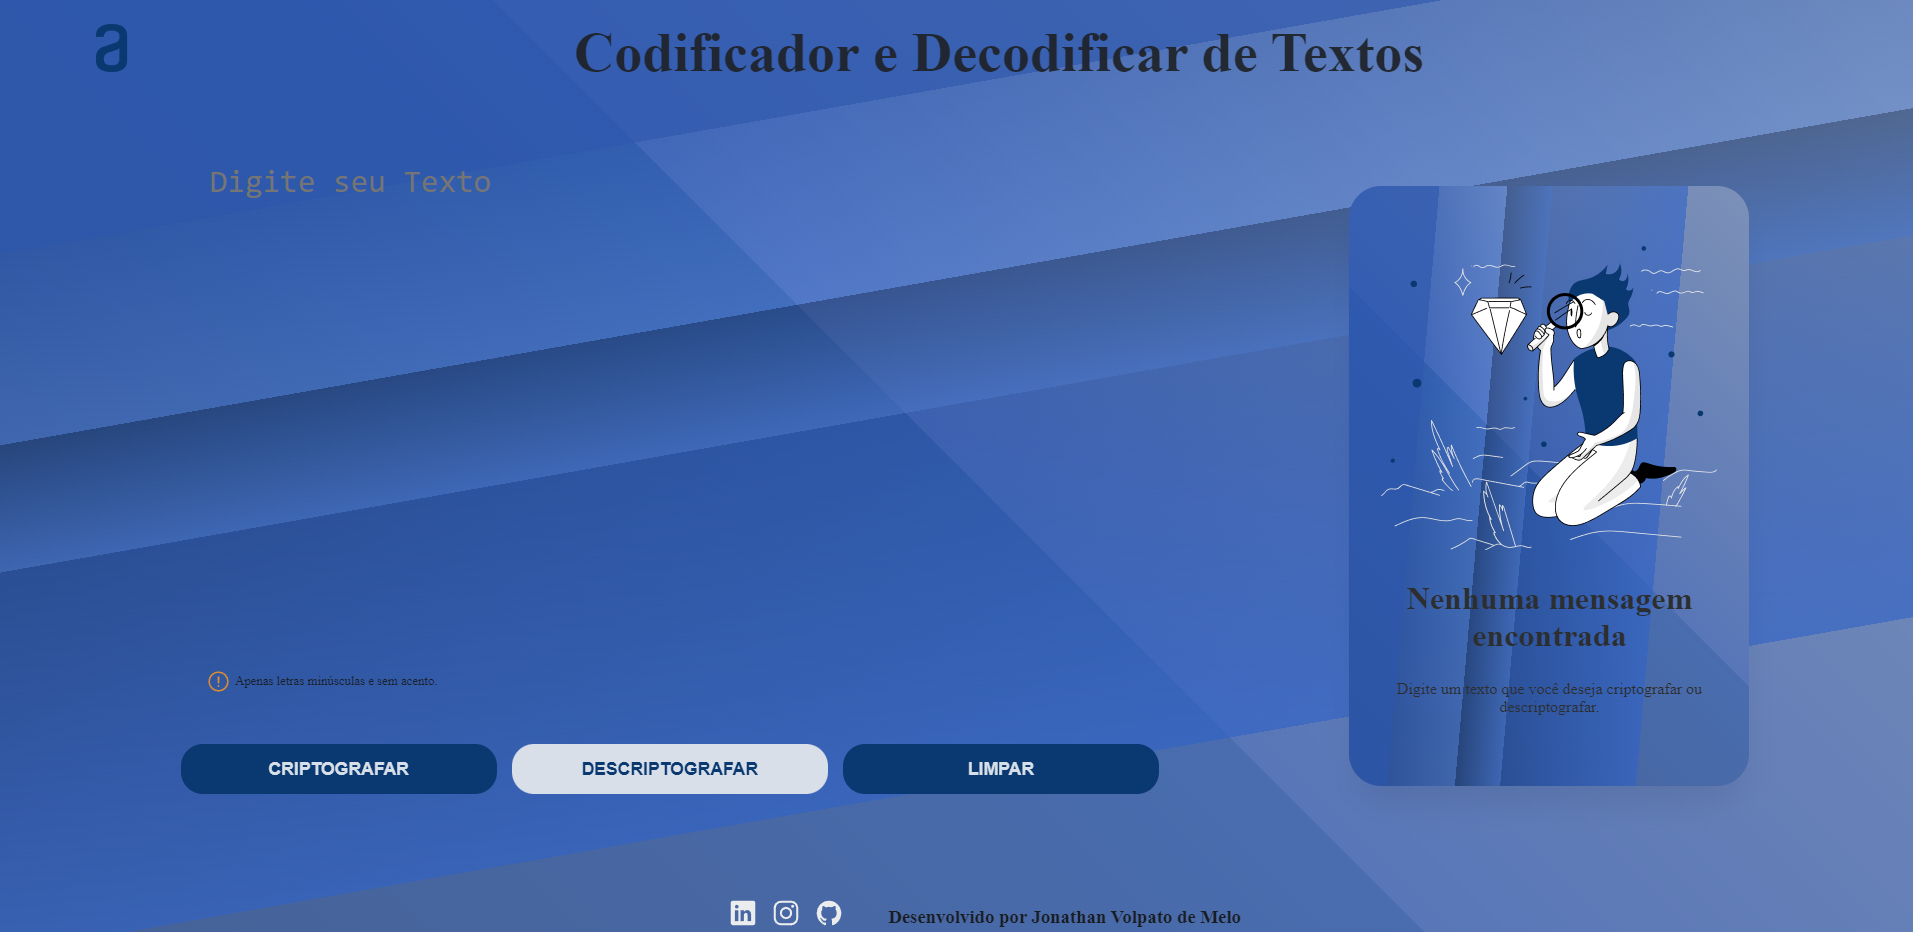 a
Codificador e Decodificar de Textos
Digite seu Texto
Nenhuma mensagem
encontrada
Digite um texto que você deseja criptografar ou
descriptografar.
Apenas letras minúsculas e sem acento.
CRIPTOGRAFAR
DESCRIPTOGRAFAR
LIMPAR
in
Desenvolvido por Jonathan Volpato de Melo